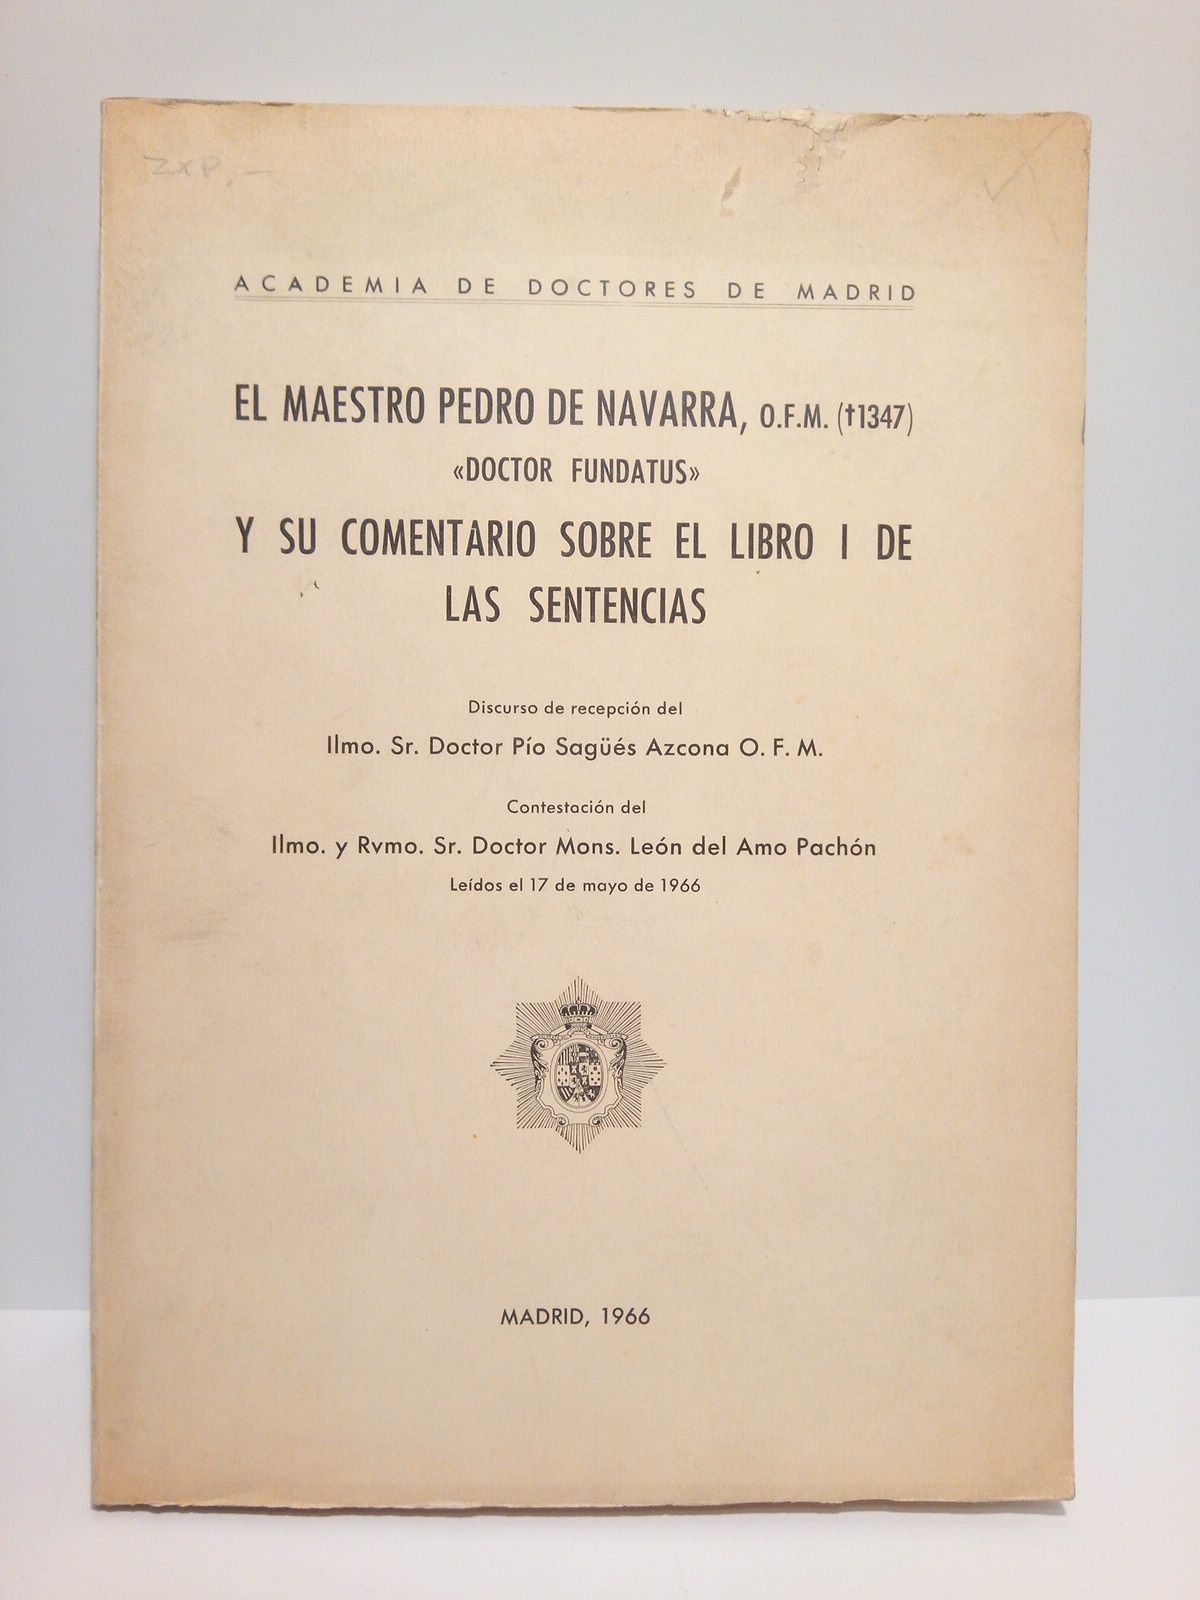 ACADEMIA DE DOCTORES DE MADRID
EL MAESTRO PEDRO DE NAVARRA, O.F.M. (†1347)
«DOCTOR FUNDATUS»
Y SU COMENTARIO SOBRE EL LIBRO I DE
LAS SENTENCIAS
Discurso de recepción del
Ilmo. Sr. Doctor Pío Sagüés Azcona O. F. M.
Contestación del
Ilmo. y Rvmo. Sr. Doctor Mons. León del Amo Pachón
Leídos el 17 de mayo de 1966
MADRID, 1966